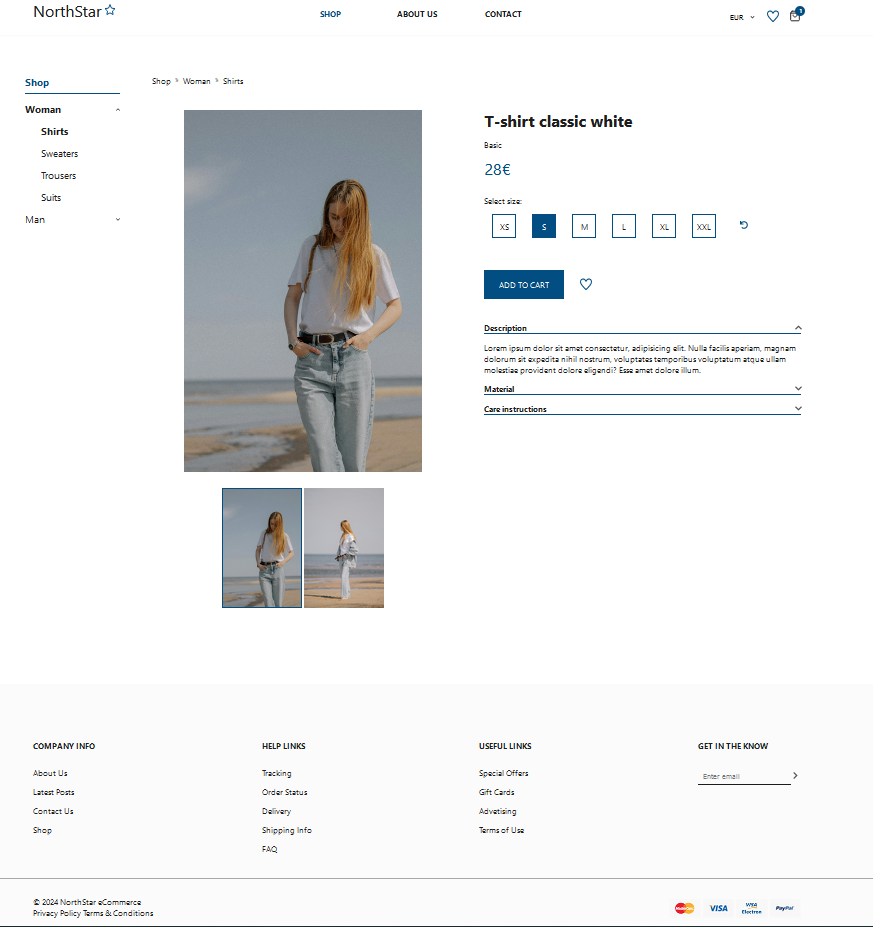 NorthStar
SHOP
ABOUT US
CONTACT
EUR
1
Shop
Woman
Shirts
Sweaters
Trousers
Suits
Man
Shop » Woman » Shirts
T-shirt classic white
Basic
28€
Select size:
XS S M L XL XXL
ADD TO CART
Description
Lorem ipsum dolor sit amet consectetur, adipisicing elit. Nulla facilis aperiam, magnam
dolorum sit expedita nihil nostrum, voluptates temporibus voluptatum atque ullam
molestiae provident dolore eligendi? Esse amet dolore illum.
Material
Care instructions
COMPANY INFO
About Us
Latest Posts
Contact Us
Shop
HELP LINKS
Tracking
Order Status
Delivery
Shipping Info
FAQ
USEFUL LINKS
Special Offers
Gift Cards
Advetising
Terms of Use
GET IN THE KNOW
Enter email
© 2024 NorthStar eCommerce
Privacy Policy Terms & Conditions
MasterCard
VISA
VISA
Electron
PayPal